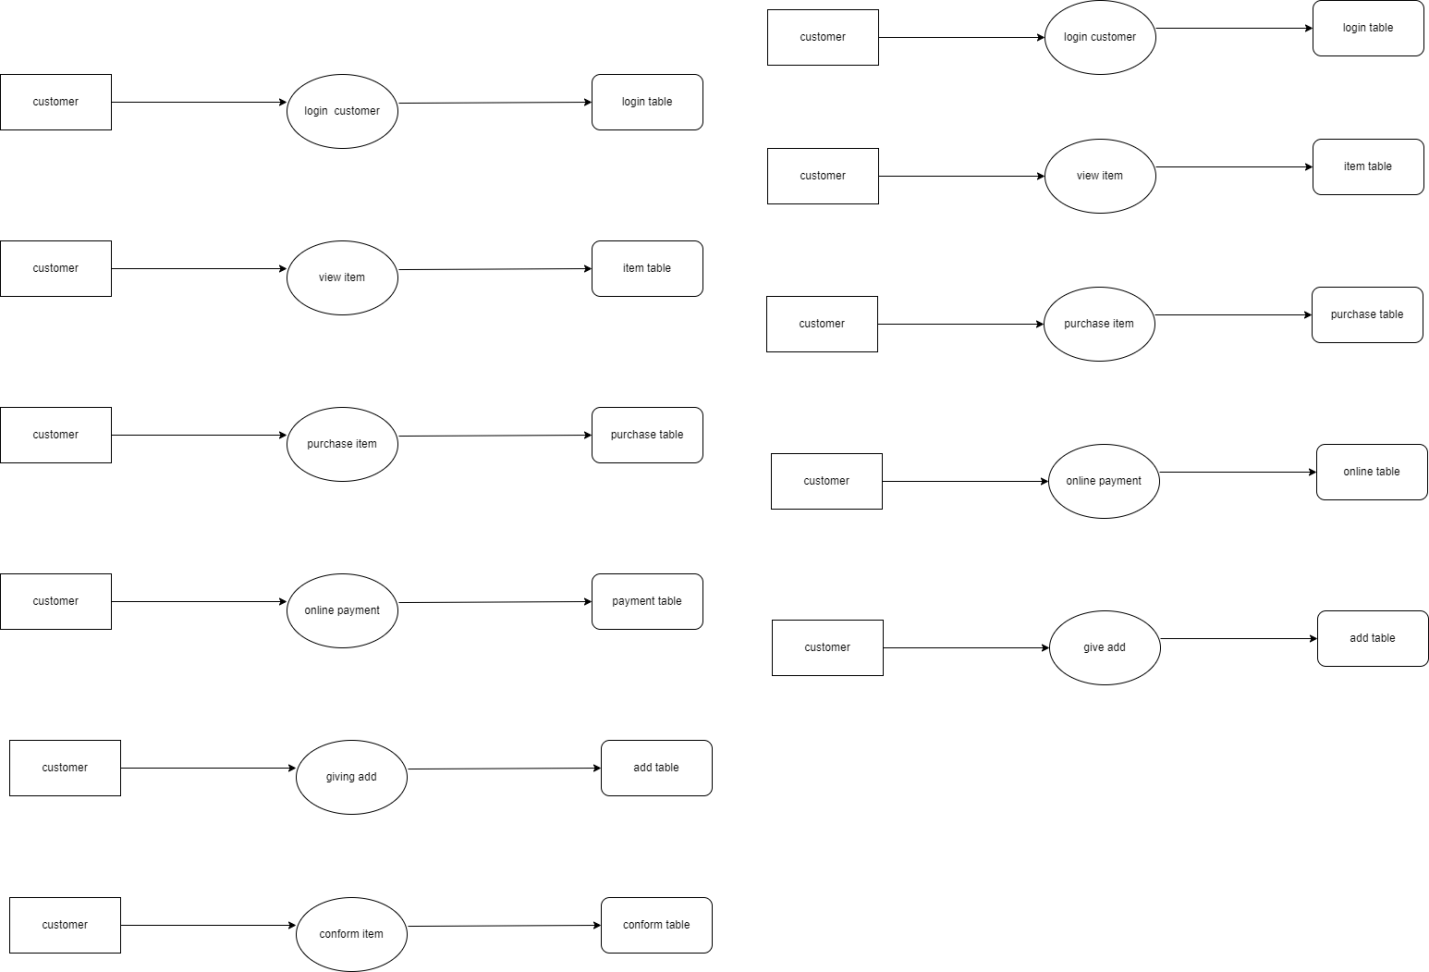 customer
login  customer
login table
customer
view item
item table
customer
purchase item
purchase table
customer
online payment
payment table
customer
giving add
add table
customer
conform item
conform table
customer
login customer
login table
customer
view item
item table
customer
purchase item
purchase table
customer
online payment
online table
customer
give add
add table